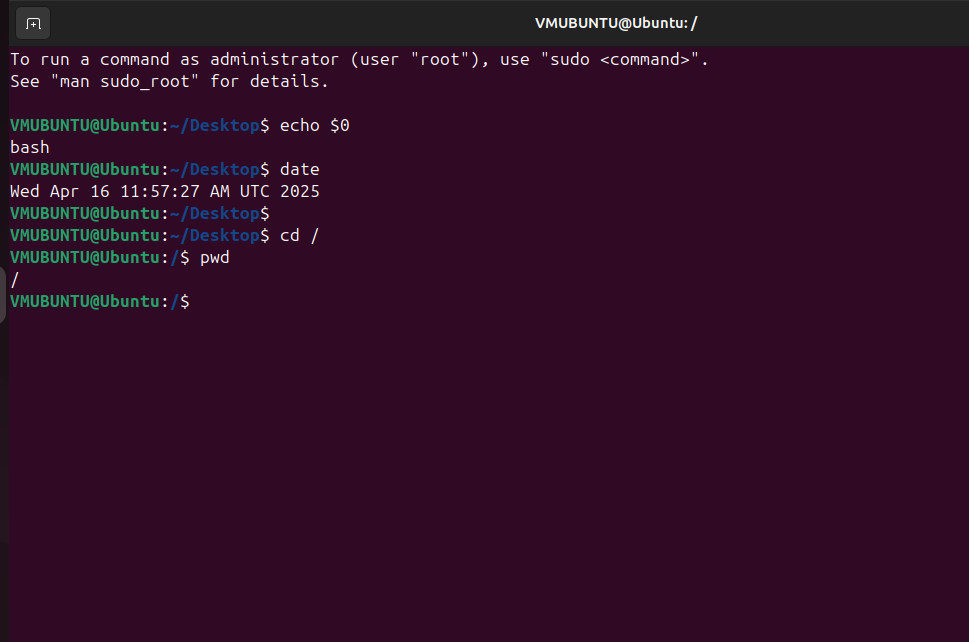 VMUBUNTU@Ubuntu: /
To run a command as administrator (user "root"), use "sudo <command>".
See "man sudo_root" for details.
VMUBUNTU@Ubuntu:~/Desktop$ echo $0
bash
VMUBUNTU@Ubuntu:~/Desktop$ date
Wed Apr 16 11:57:27 AM UTC 2025
VMUBUNTU@Ubuntu:~/Desktop$
VMUBUNTU@Ubuntu:~/Desktop$ cd /
VMUBUNTU@Ubuntu:/$ pwd
/
VMUBUNTU@Ubuntu:/$